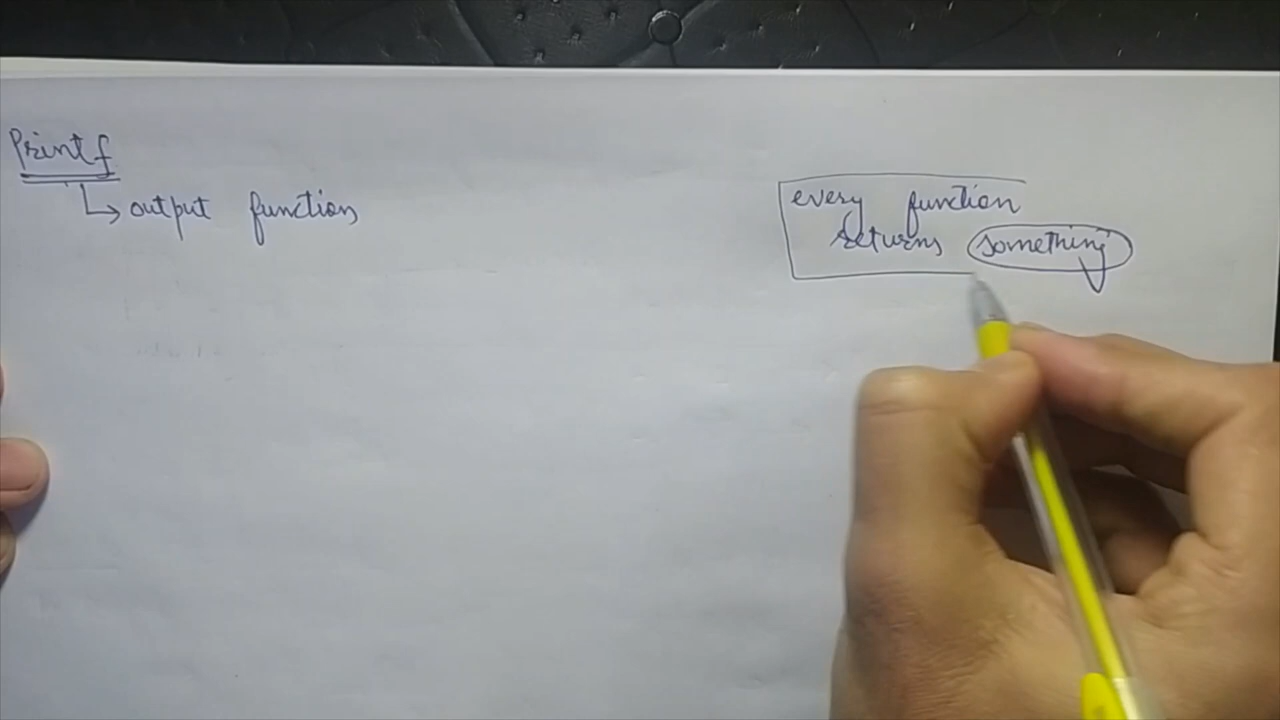 Printf
output function
every function
returns something